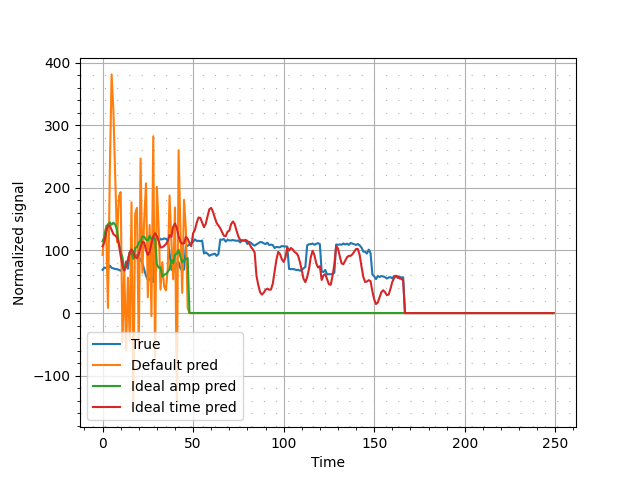 400
300
200
100
0
−100
Normalized signal
True
Default pred
Ideal amp pred
Ideal time pred
0 50 100 150 200 250
Time